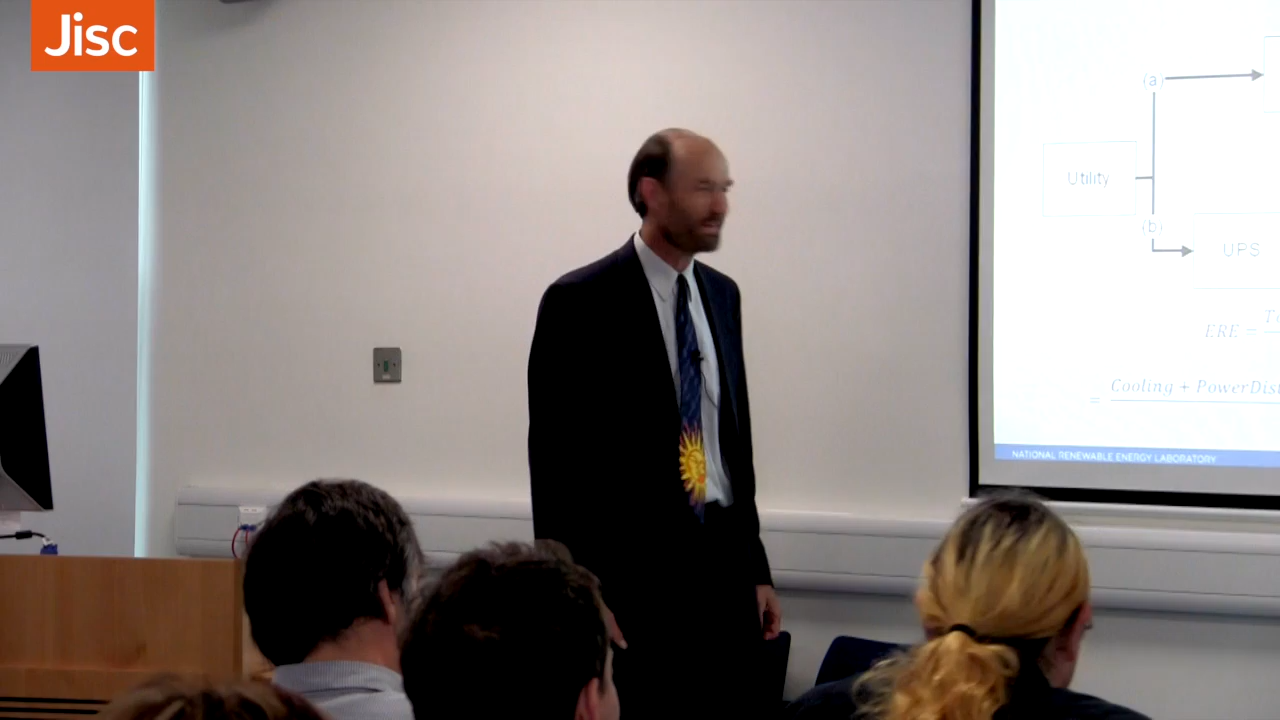 Jisc
(a)
Utility
(b)
UPS
ERE =
= Cooling + PowerDist
NATIONAL RENEWABLE ENERGY LABORATORY